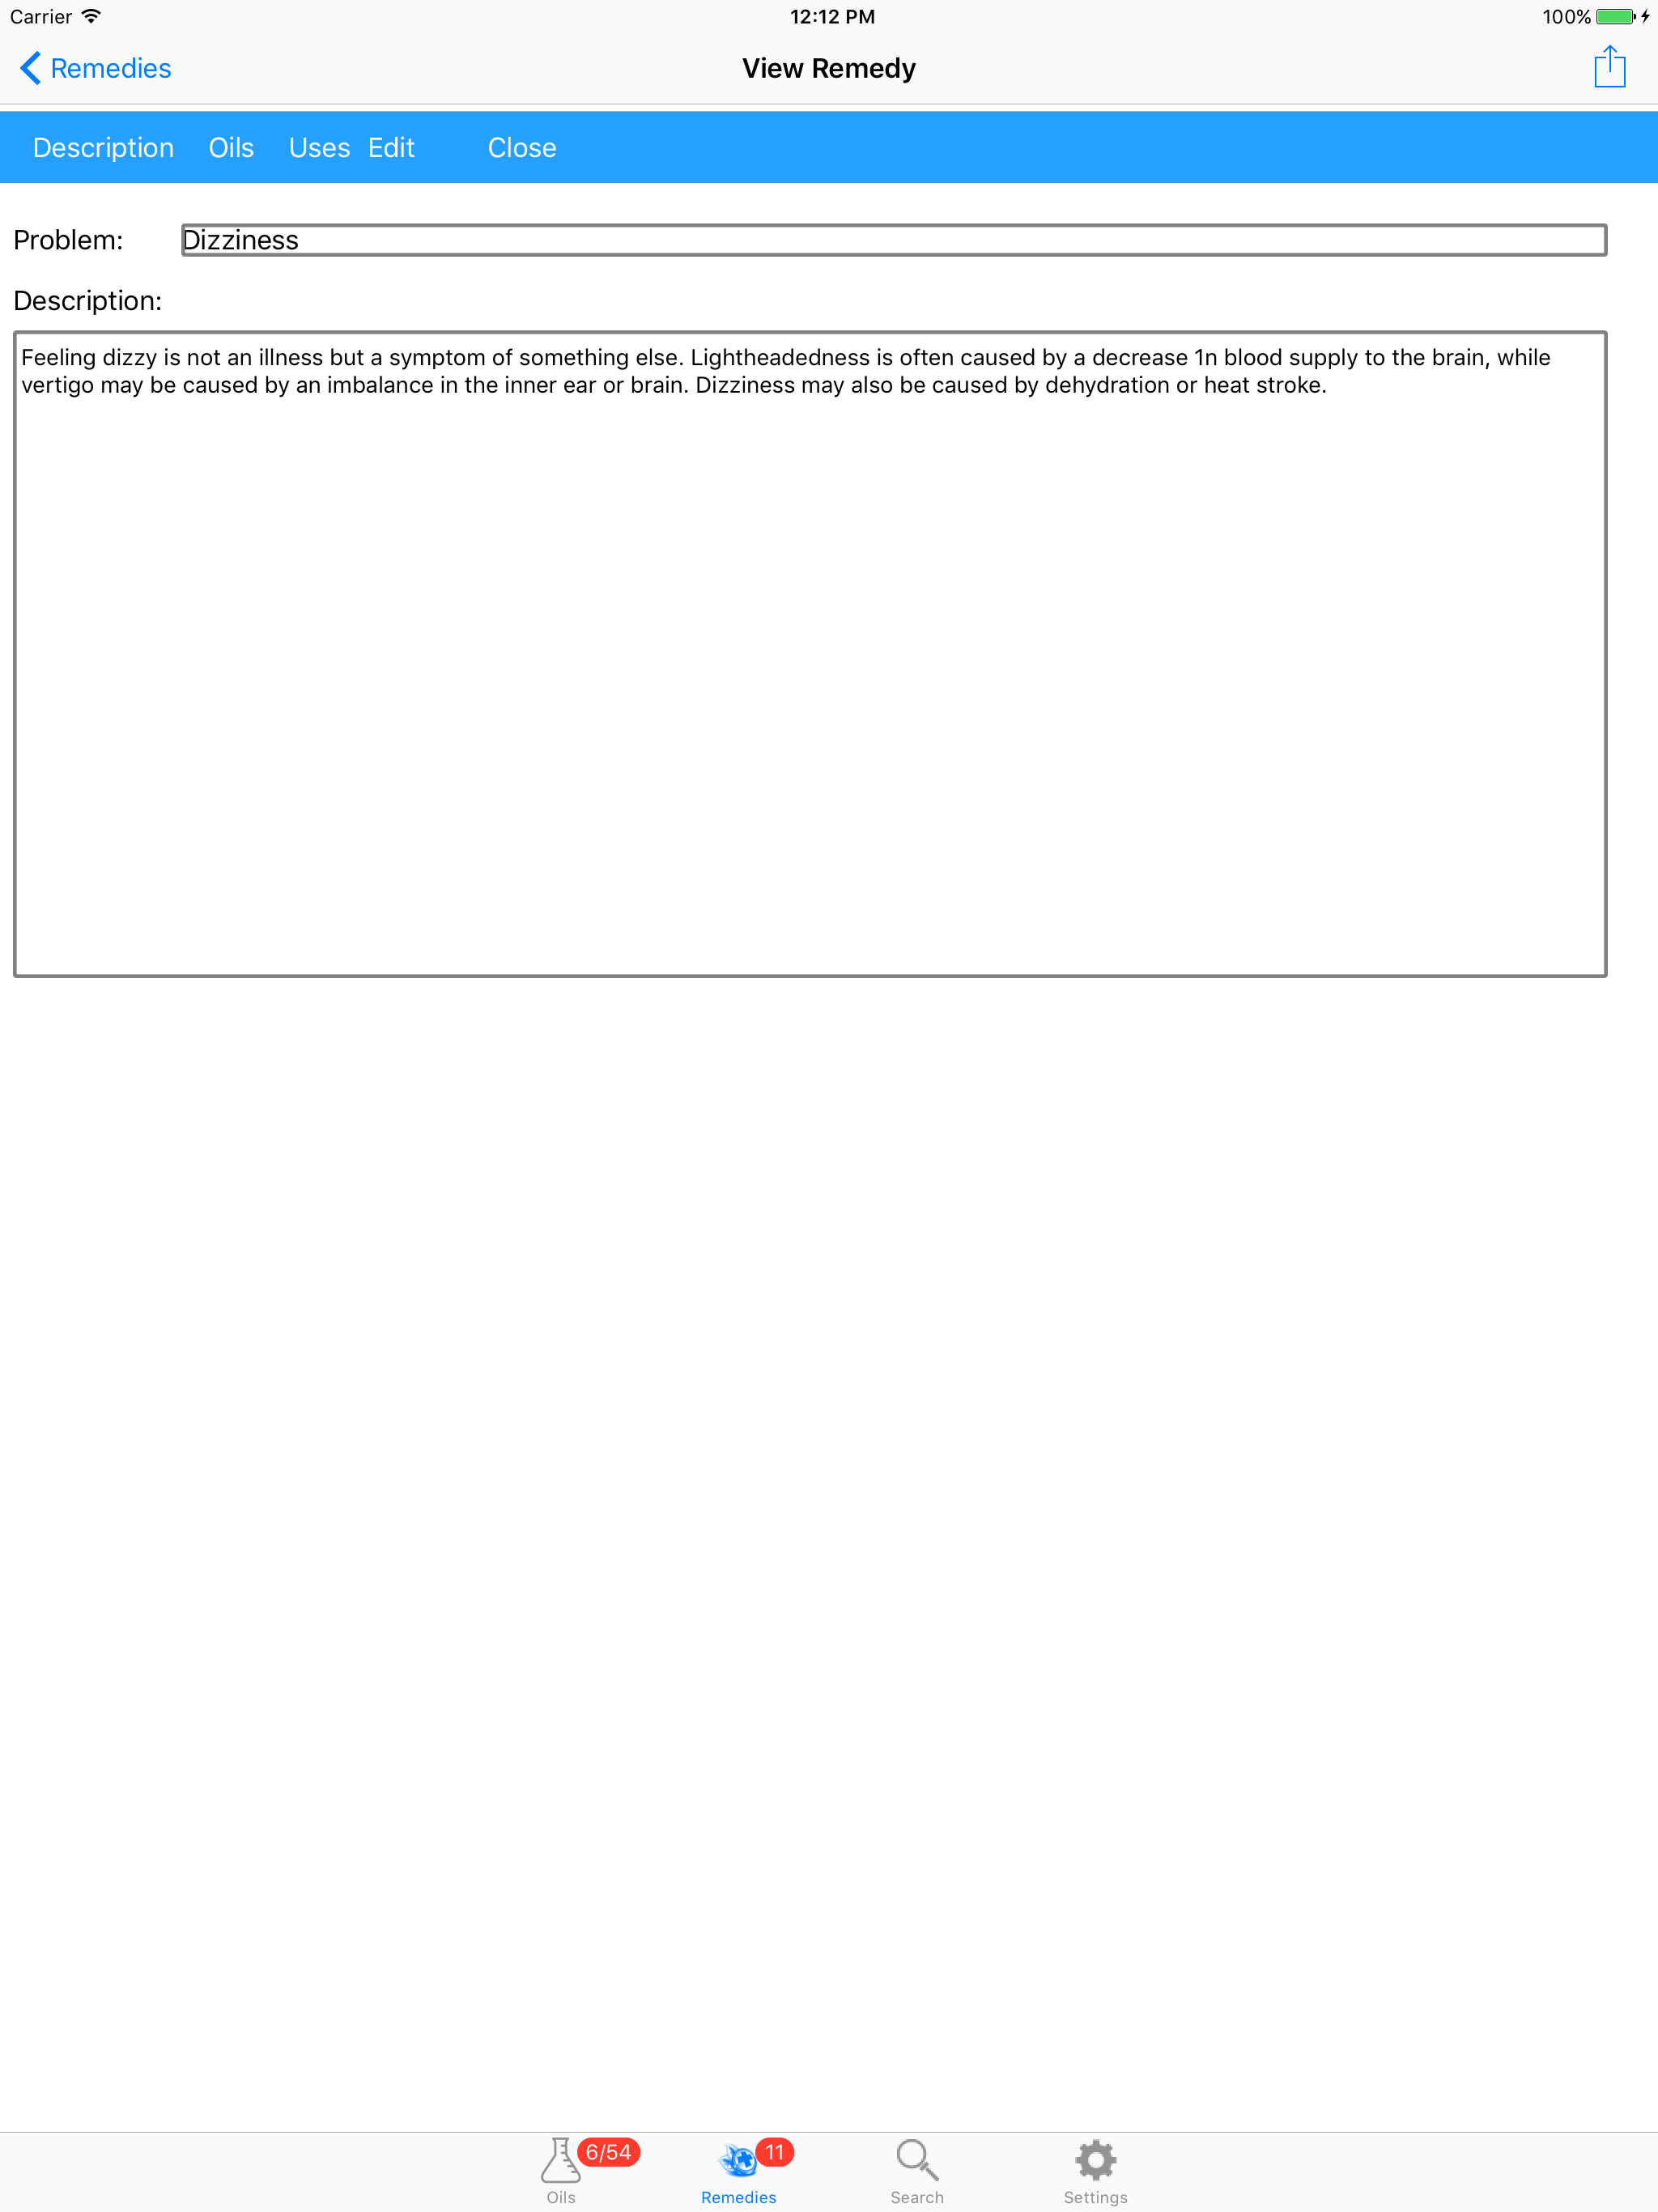 Carrier 12:12 PM 100%
Remedies View Remedy
Description Oils Uses Edit Close
Problem: Dizziness
Description:
Feeling dizzy is not an illness but a symptom of something else. Lightheadedness is often caused by a decrease 1n blood supply to the brain, while
vertigo may be caused by an imbalance in the inner ear or brain. Dizziness may also be caused by dehydration or heat stroke.
6/54 11
Oils Remedies Search Settings